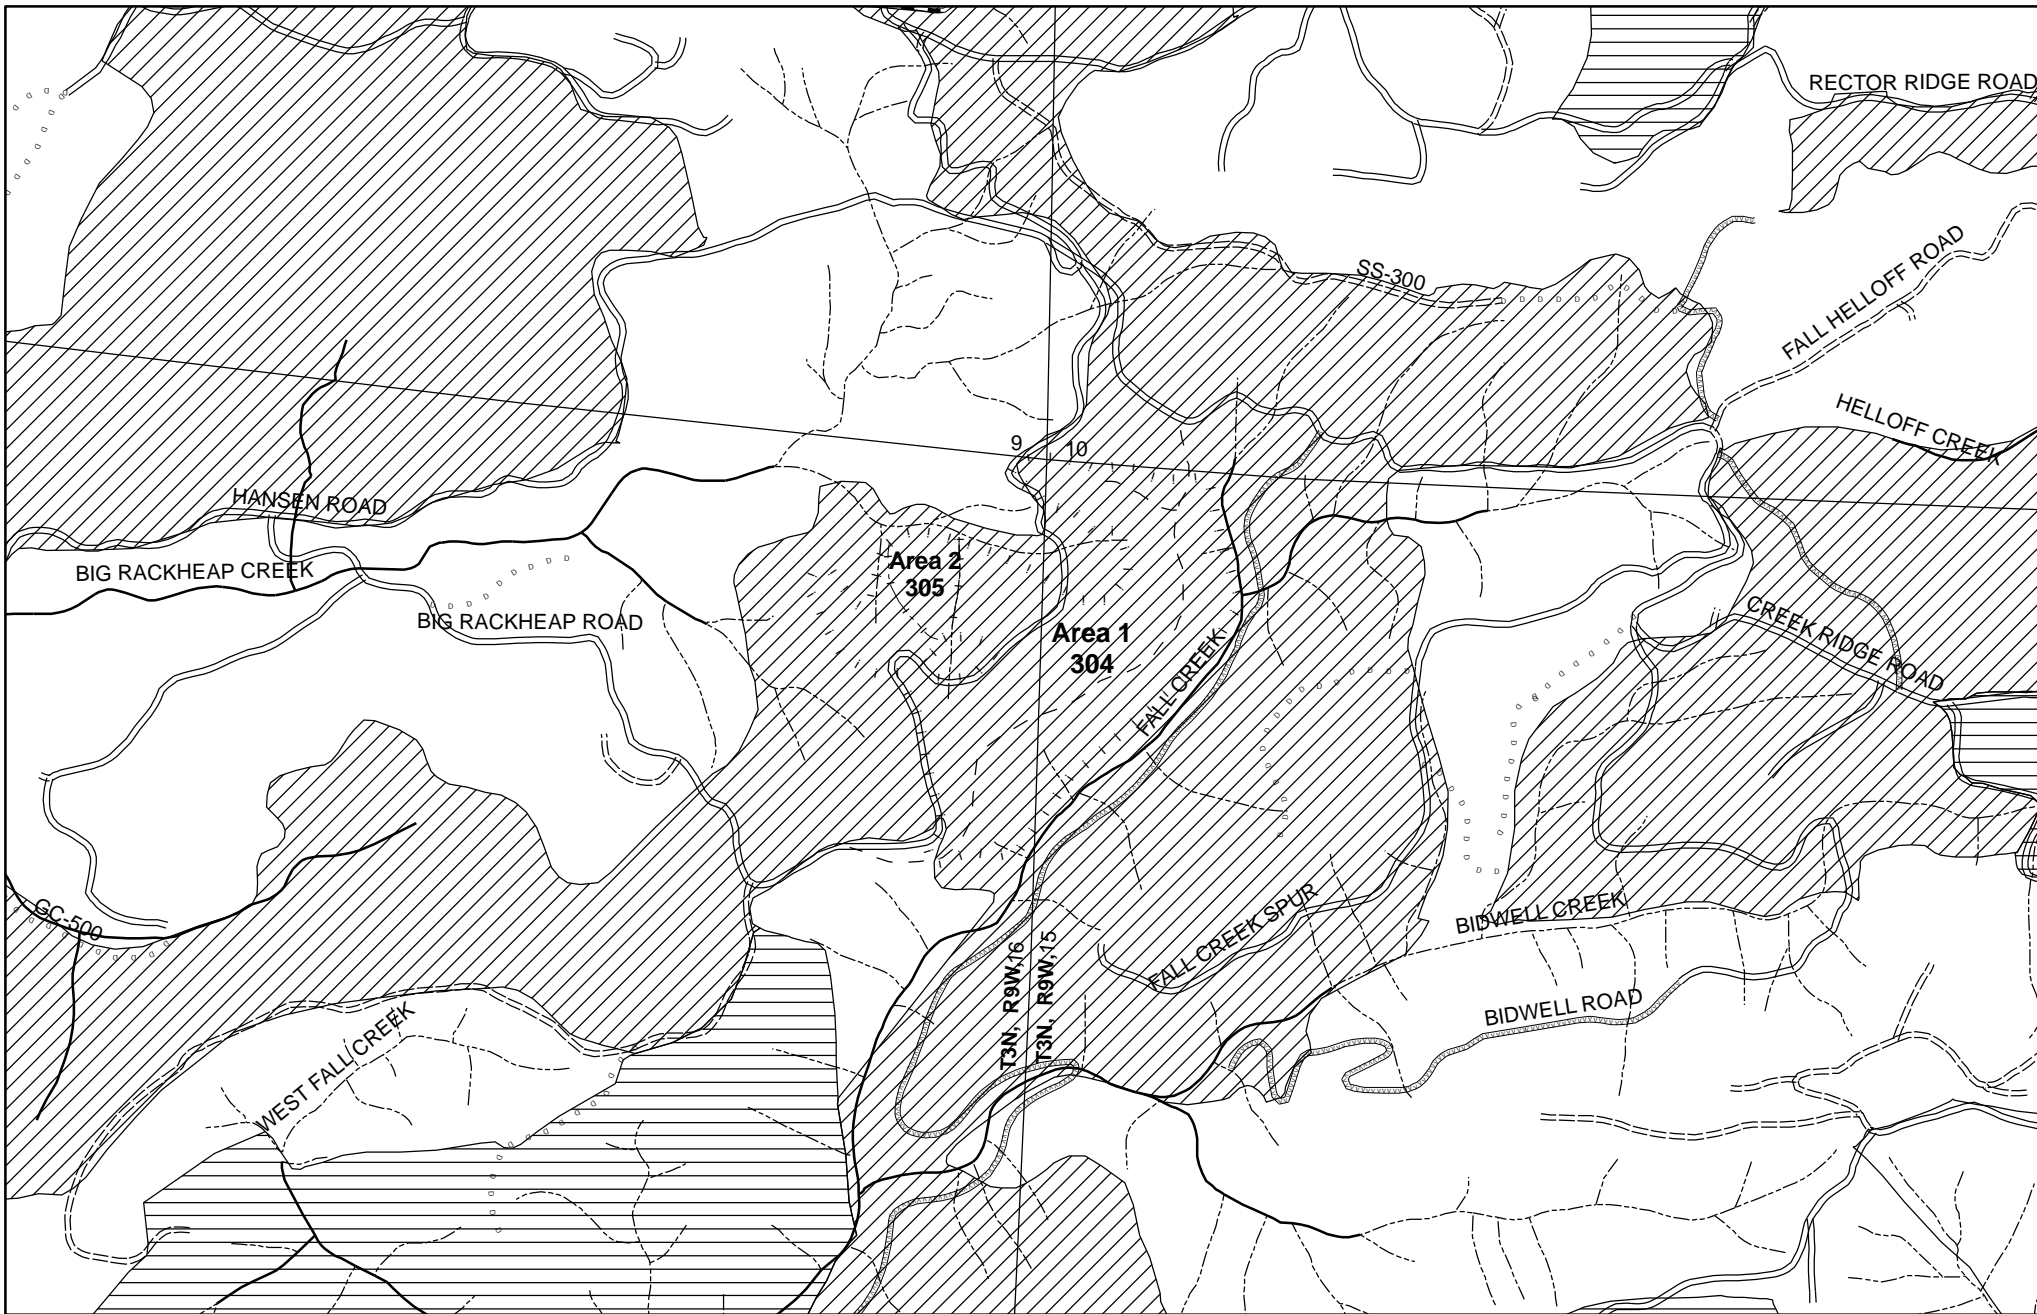 RECTOR RIDGE ROAD
SS-300
FALL HELLOFF ROAD
HELLOFF CREEK
9
10
HANSEN ROAD
BIG RACKHEAP CREEK
Area 2
305
BIG RACKHEAP ROAD
Area 1
304
FALL CREEK
CREEK RIDGE ROAD
GC-500
FALL CREEK SPUR
BIDWELL CREEK
T3N, R9W,16
T3N, R9W,15
BIDWELL ROAD
WEST FALL CREEK